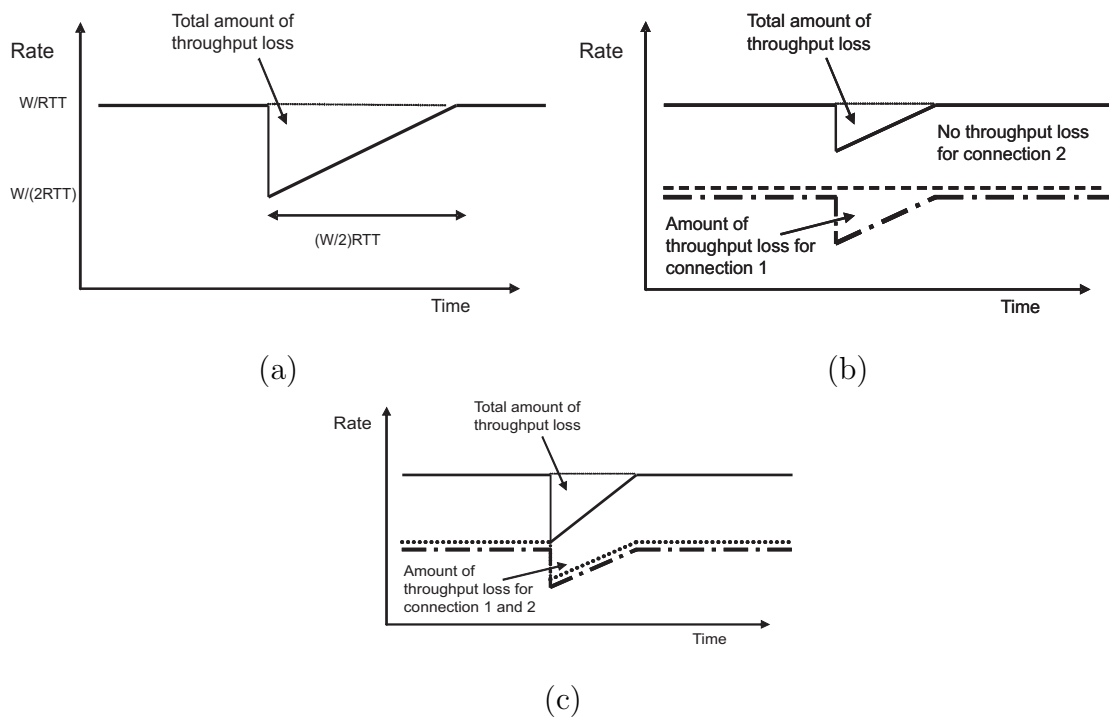 Total amount of
throughput loss
Rate
W/RTT
W/(2RTT)
(W/2)RTT
Time
(a)
Total amount of
throughput loss
Rate
No throughput loss
for connection 2
Amount of
throughput loss for
connection 1
Time
(b)
Total amount of
throughput loss
Rate
Amount of
throughput loss for
connection 1 and 2
Time
(c)